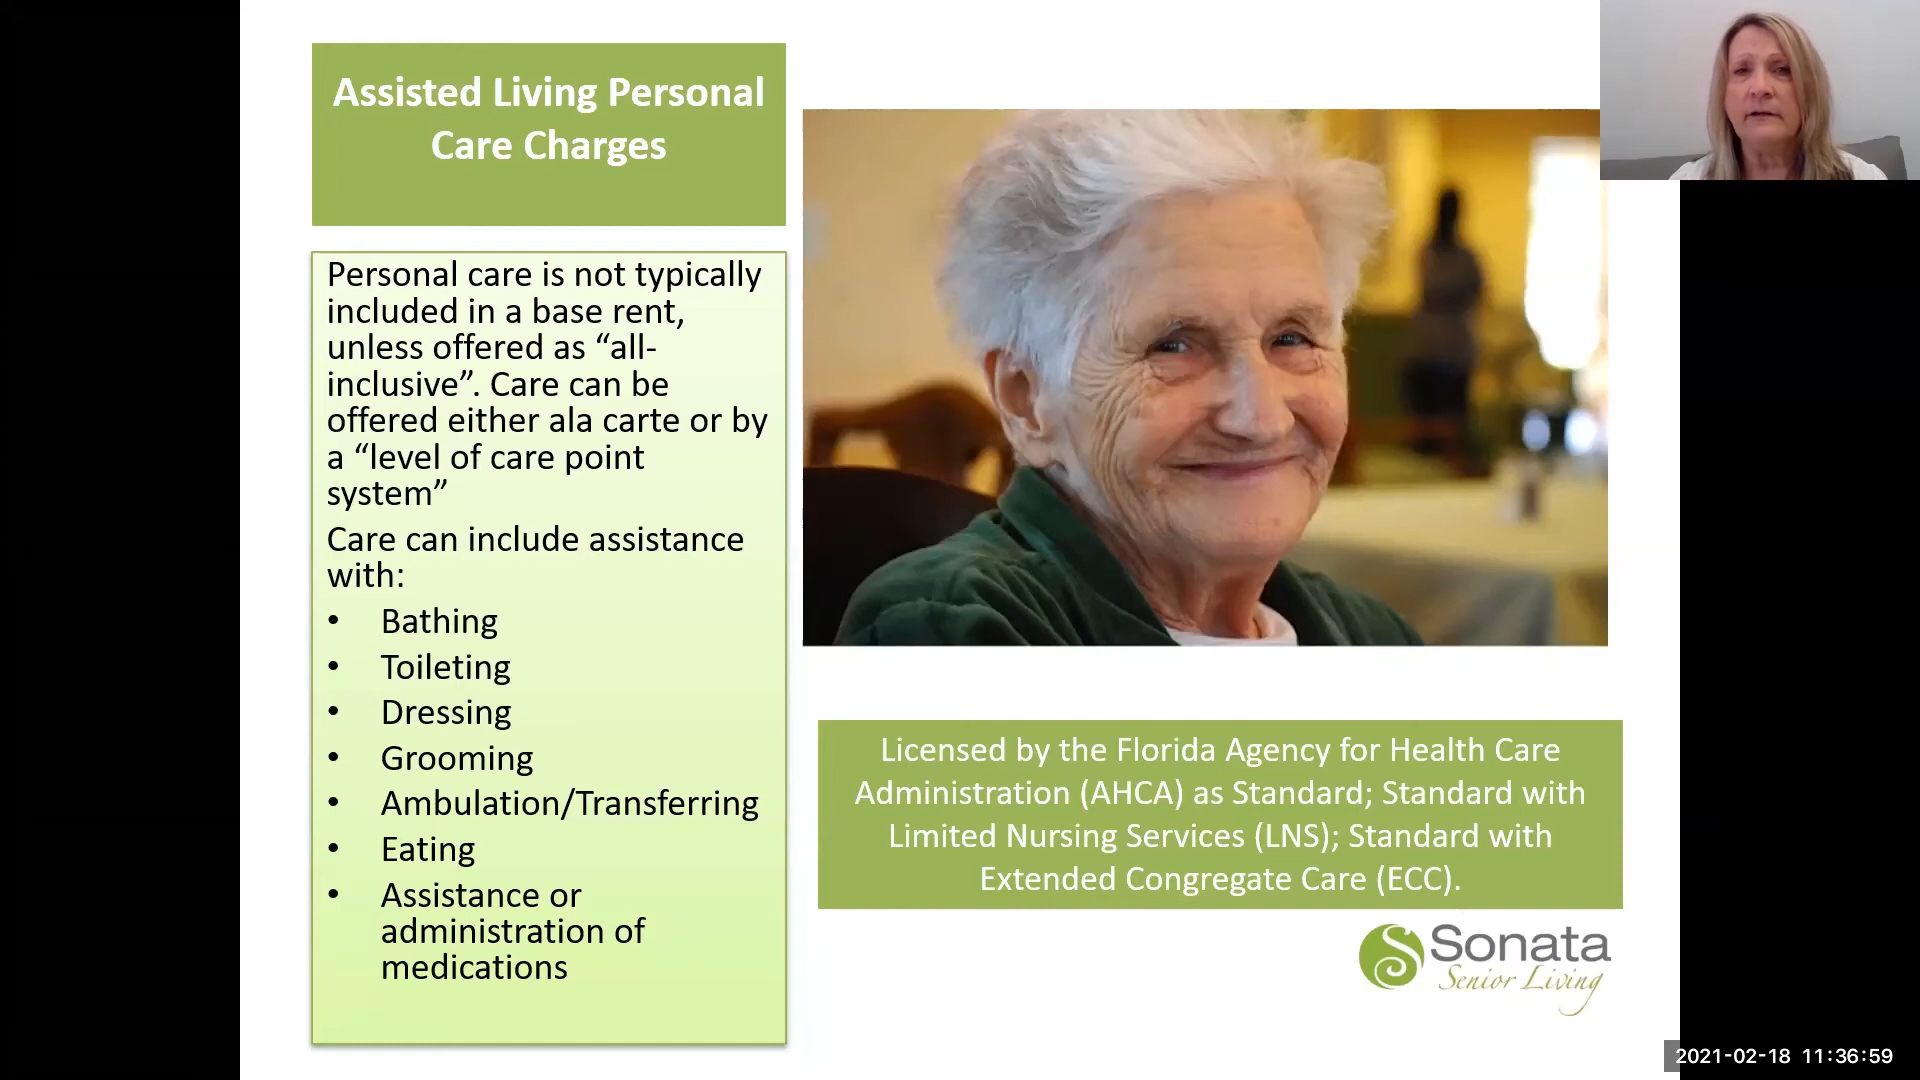 Assisted Living Personal
Care Charges
Personal care is not typically
included in a base rent,
unless offered as “all-
inclusive”. Care can be
offered either ala carte or by
a “level of care point
system”
Care can include assistance
with:
• Bathing
• Toileting
• Dressing
• Grooming
• Ambulation/Transferring
• Eating
• Assistance or
administration of
medications
Licensed by the Florida Agency for Health Care
Administration (AHCA) as Standard; Standard with
Limited Nursing Services (LNS); Standard with
Extended Congregate Care (ECC).
Sonata
Senior Living
2021-02-18 11:36:59